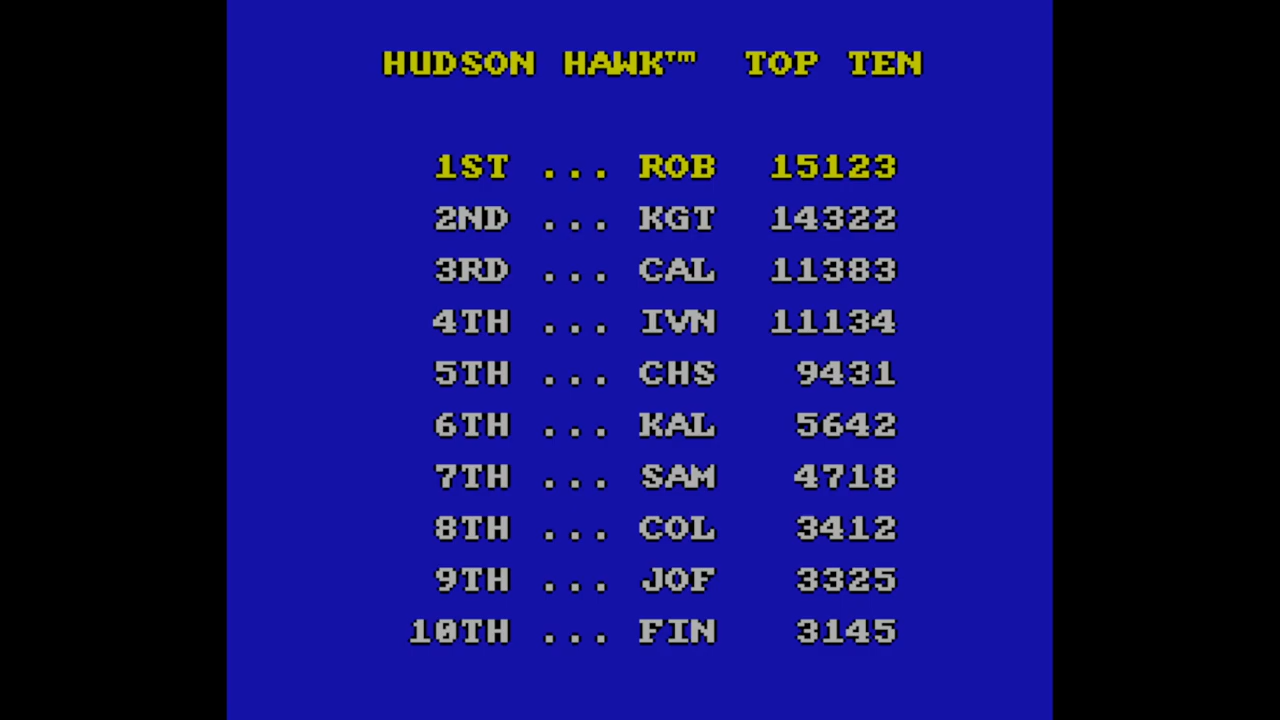 HUDSON HAWK™ TOP TEN
1ST ... ROB 15123
2ND ... KGT 14322
3RD ... CAL 11383
4TH ... IVN 11134
5TH ... CHS 9431
6TH ... KAL 5642
7TH ... SAM 4718
8TH ... COL 3412
9TH ... JOF 3325
10TH ... FIN 3145